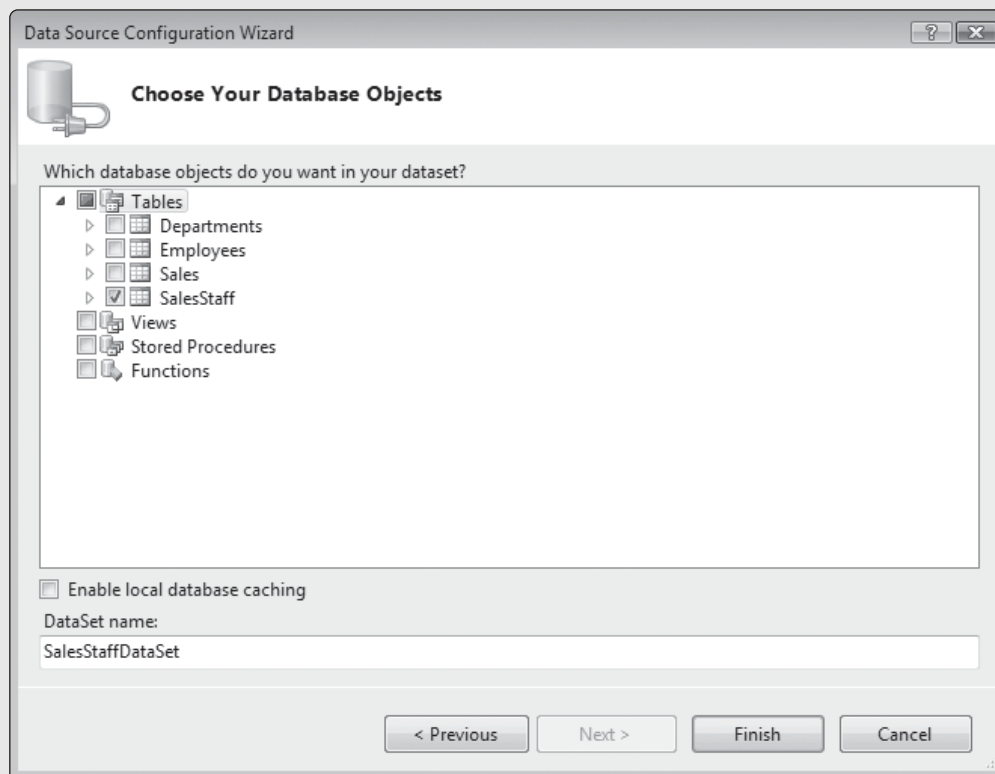 Data Source Configuration Wizard
Choose Your Database Objects
Which database objects do you want in your dataset?
Tables
Departments
Employees
Sales
SalesStaff
Views
Stored Procedures
Functions
Enable local database caching
DataSet name:
SalesStaffDataSet
< Previous Next > Finish Cancel